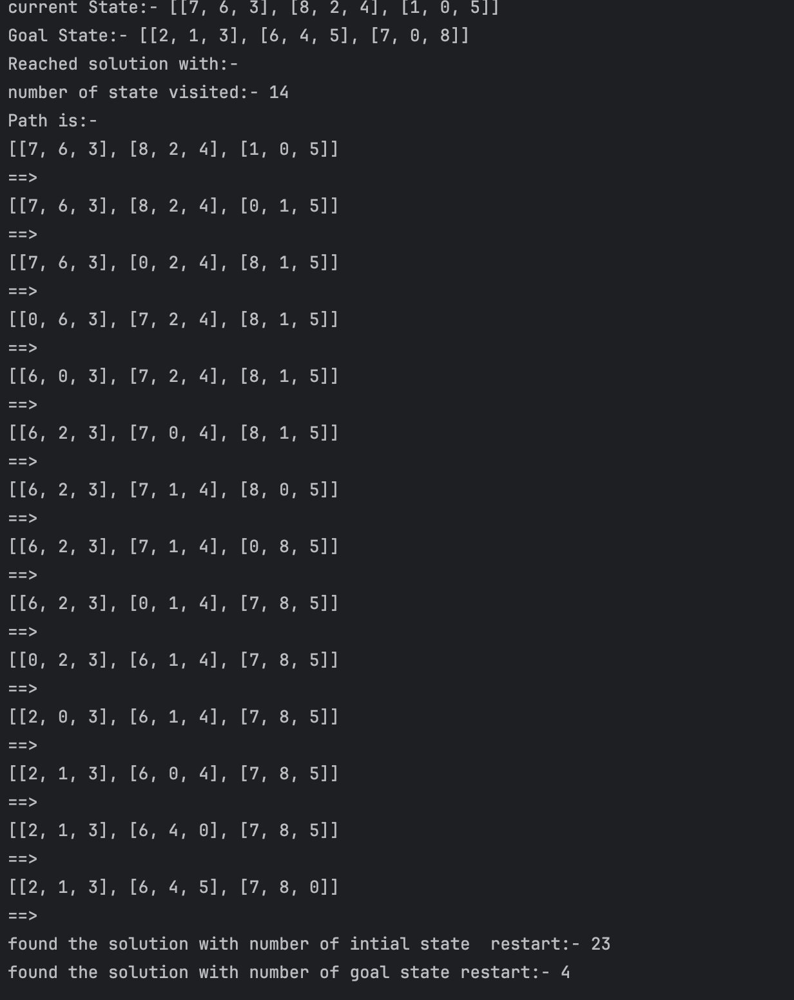 current State:- [[7, 6, 3], [8, 2, 4], [1, 0, 5]]
Goal State:- [[2, 1, 3], [6, 4, 5], [7, 0, 8]]
Reached solution with:-
number of state visited:- 14
Path is:-
[[7, 6, 3], [8, 2, 4], [1, 0, 5]]
==>
[[7, 6, 3], [8, 2, 4], [0, 1, 5]]
==>
[[7, 6, 3], [0, 2, 4], [8, 1, 5]]
==>
[[0, 6, 3], [7, 2, 4], [8, 1, 5]]
==>
[[6, 0, 3], [7, 2, 4], [8, 1, 5]]
==>
[[6, 2, 3], [7, 0, 4], [8, 1, 5]]
==>
[[6, 2, 3], [7, 1, 4], [8, 0, 5]]
==>
[[6, 2, 3], [7, 1, 4], [0, 8, 5]]
==>
[[6, 2, 3], [0, 1, 4], [7, 8, 5]]
==>
[[0, 2, 3], [6, 1, 4], [7, 8, 5]]
==>
[[2, 0, 3], [6, 1, 4], [7, 8, 5]]
==>
[[2, 1, 3], [6, 0, 4], [7, 8, 5]]
==>
[[2, 1, 3], [6, 4, 0], [7, 8, 5]]
==>
[[2, 1, 3], [6, 4, 5], [7, 8, 0]]
==>
found the solution with number of intial state  restart:- 23
found the solution with number of goal state restart:- 4